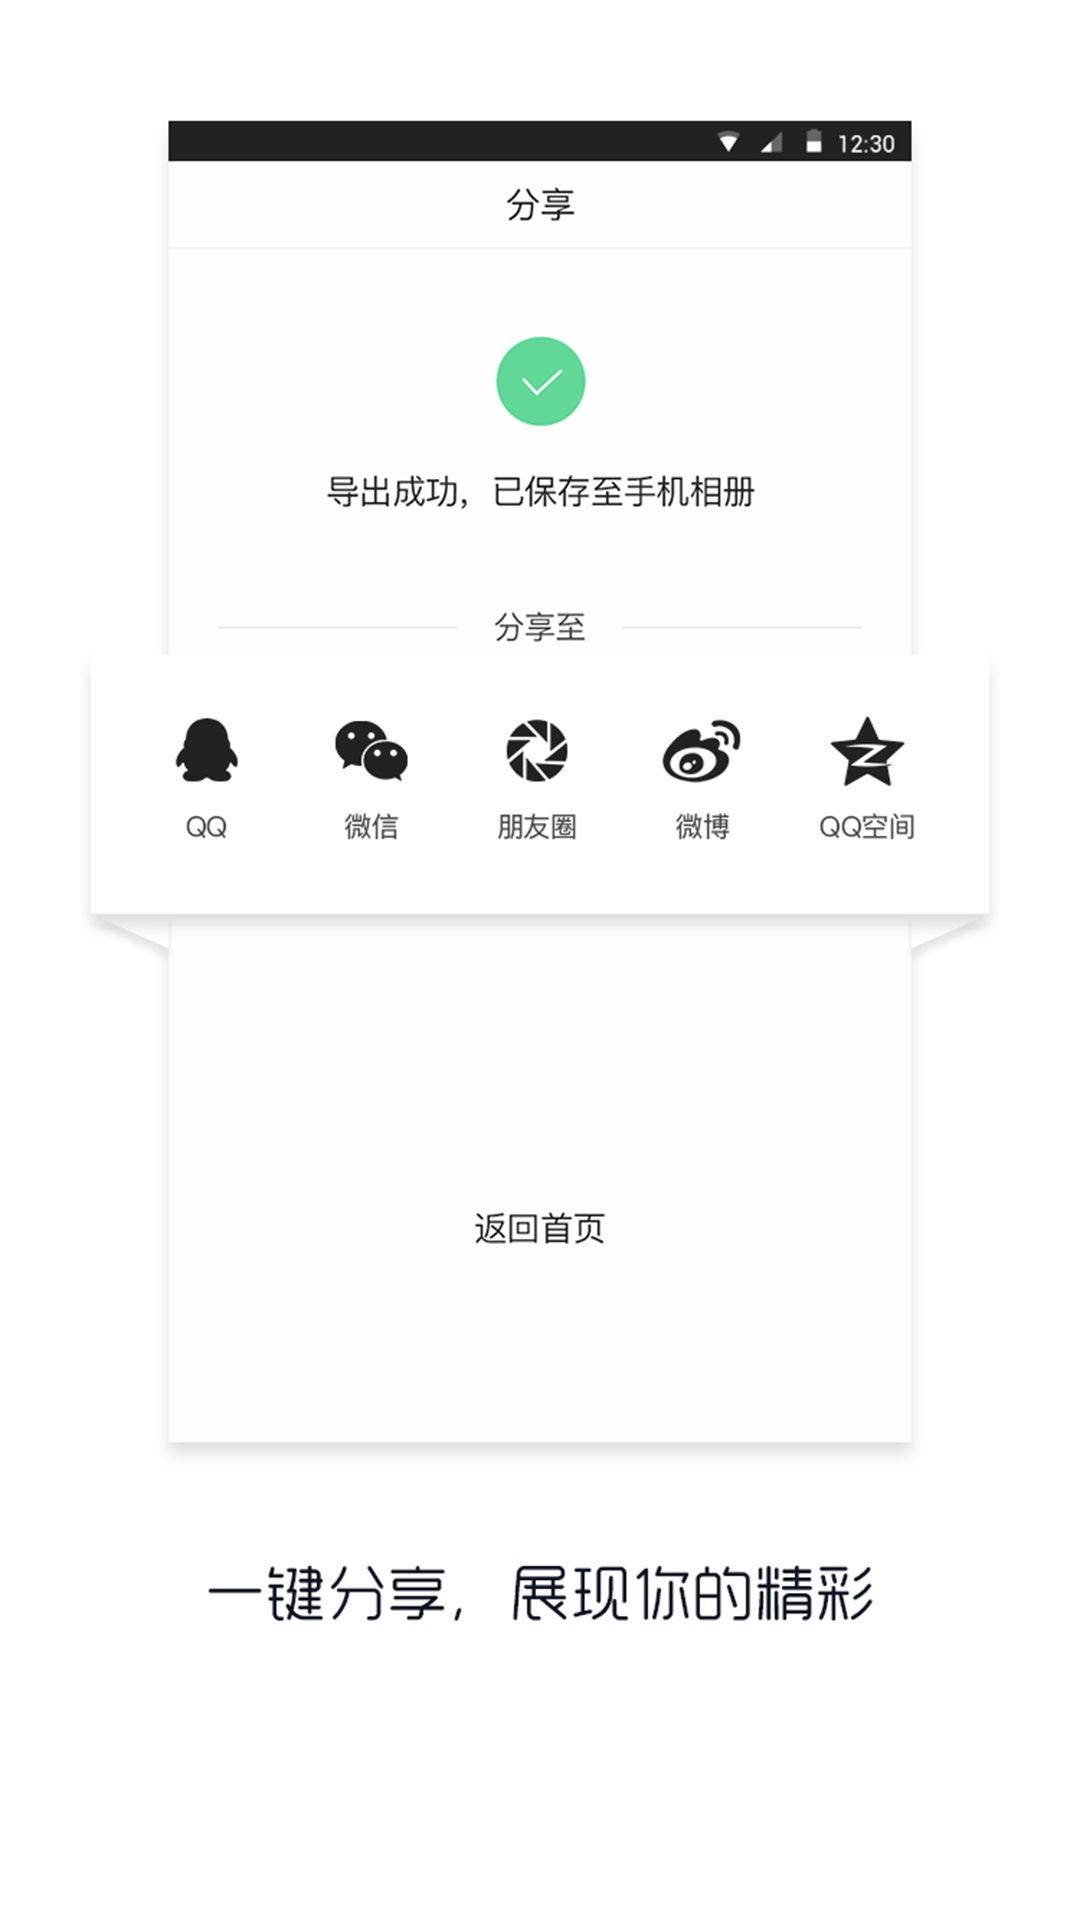 12:30
分享
导出成功，已保存至手机相册
分享至
QQ 微信 朋友圈 微博 QQ空间
返回首页
一键分享，展现你的精彩